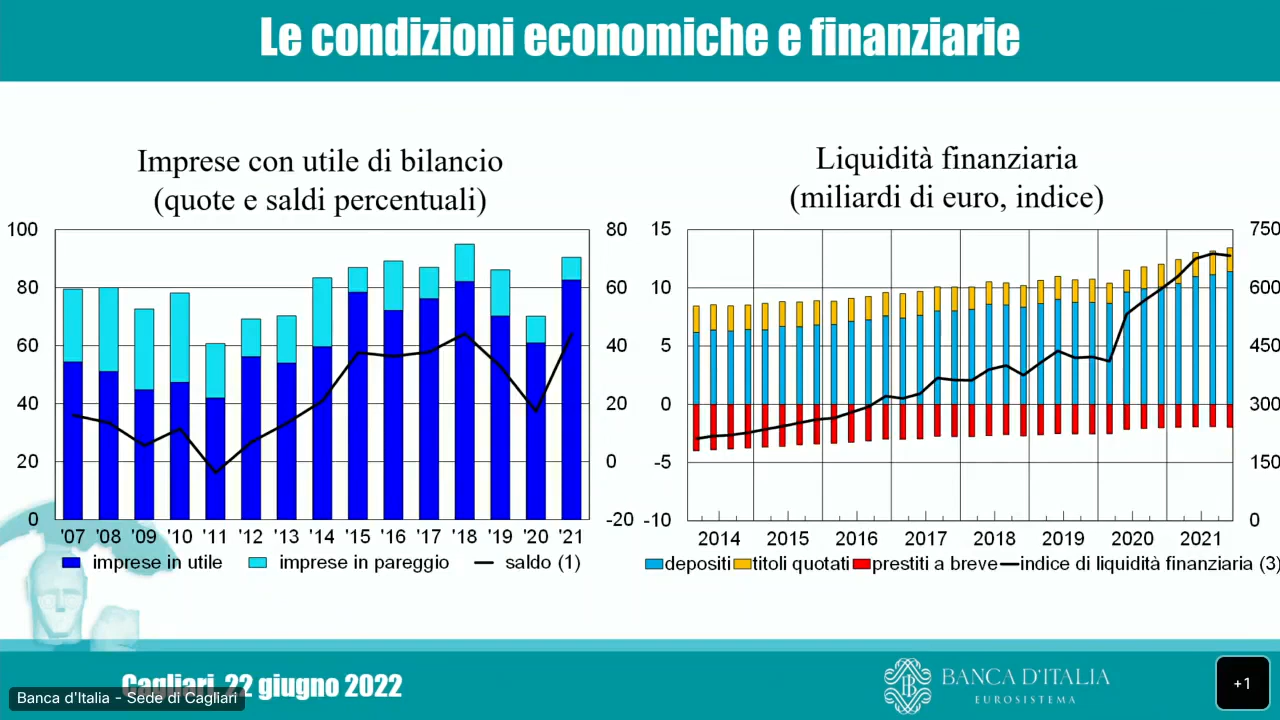 Le condizioni economiche e finanziarie
Imprese con utile di bilancio
(quote e saldi percentuali)
100
80
60
40
20
0
80
60
40
20
0
-20
'07 '08 '09 '10 '11 '12 '13 '14 '15 '16 '17 '18 '19 '20 '21
imprese in utile imprese in pareggio saldo (1)
Liquidità finanziaria
(miliardi di euro, indice)
15
10
5
0
-5
-10
750
600
450
300
150
0
2014 2015 2016 2017 2018 2019 2020 2021
depositi titoli quotati prestiti a breve indice di liquidità finanziaria (3)
Cagliari, 22 giugno 2022
Banca d'Italia - Sede di Cagliari
BANCA D'ITALIA
EUROSISTEMA
+1